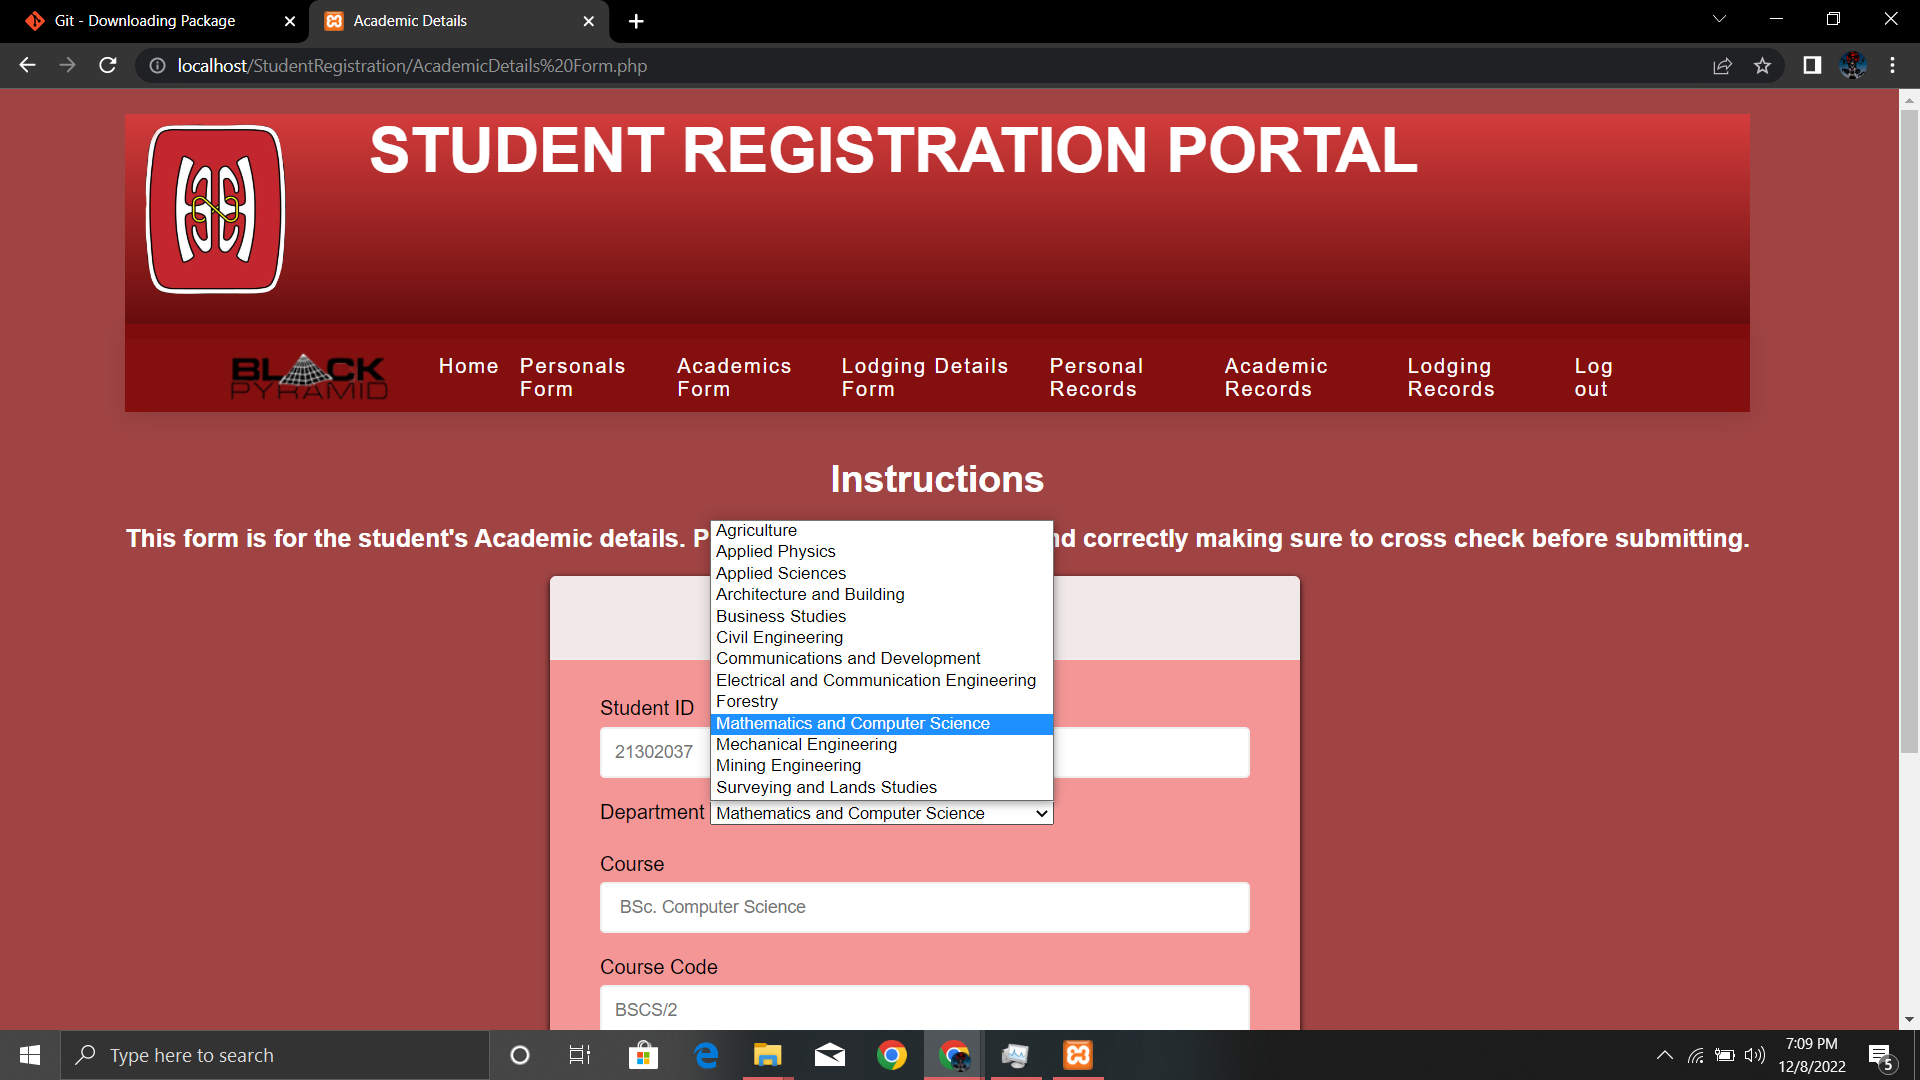 Git - Downloading Package
Academic Details
localhost/StudentRegistration/AcademicDetails%20Form.php
STUDENT REGISTRATION PORTAL
BLACK
PYRAMID
Home
Personals
Form
Academics
Form
Lodging Details
Form
Personal
Records
Academic
Records
Lodging
Records
Log
out
Instructions
This form is for the student's Academic details. P nd correctly making sure to cross check before submitting.
Agriculture
Applied Physics
Applied Sciences
Architecture and Building
Business Studies
Civil Engineering
Communications and Development
Electrical and Communication Engineering
Forestry
Mathematics and Computer Science
Mechanical Engineering
Mining Engineering
Surveying and Lands Studies
Student ID
21302037
Department Mathematics and Computer Science
Course
BSc. Computer Science
Course Code
BSCS/2
Type here to search
7:09 PM
12/8/2022
5